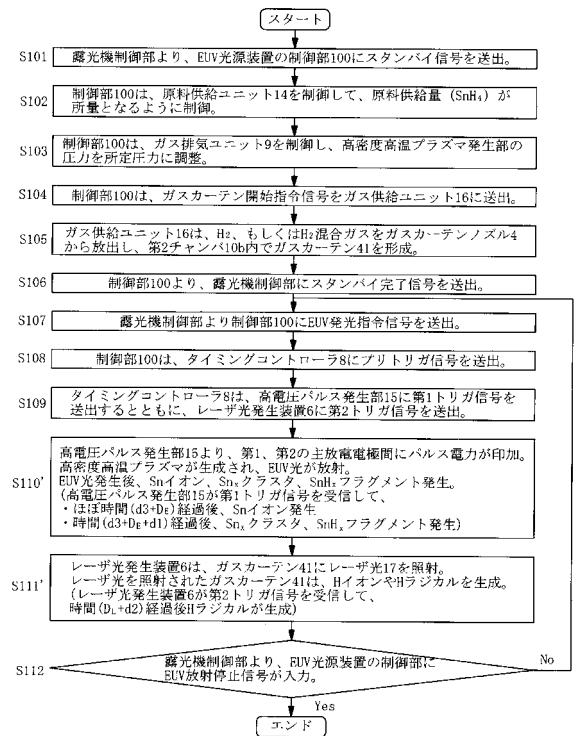 スタート
S101
露光機制御部より、EUV光源装置の制御部100にスタンバイ信号を送出。
S102
制御部100は、原料供給ユニット14を制御して、原料供給量（SnH₄）が
所量となるように制御。
S103
制御部100は、ガス排気ユニット9を制御し、高密度高温プラズマ発生部の
圧力を所定圧力に調整。
S104
制御部100は、ガスカーテン開始指令信号をガス供給ユニット16に送出。
S105
ガス供給ユニット16は、H₂、もしくはH₂混合ガスをガスカーテンノズル4
から放出し、第2チャンバ10b内でガスカーテン41を形成。
S106
制御部100より、露光機制御部にスタンバイ完了信号を送出。
S107
露光機制御部より制御部100にEUV発光指令信号を送出。
S108
制御部100は、タイミングコントローラ8にプリトリガ信号を送出。
S109
タイミングコントローラ8は、高電圧パルス発生部15に第1トリガ信号を
送出するとともに、レーザ光発生装置6に第2トリガ信号を送出。
S110'
高電圧パルス発生部15より、第1、第2の主放電電極間にパルス電力が印加。
高密度高温プラズマが生成され、EUV光が放射。
EUV光発生後、Snイオン、Snₓクラスタ、SnHₓフラグメント発生。
(高電圧パルス発生部15が第1トリガ信号を受信して、
・ほぼ時間(d3+D_E)経過後、Snイオン発生
・時間(d3+D_E+d1)経過後、Snₓクラスタ、SnHₓフラグメント発生)
S111'
レーザ光発生装置6は、ガスカーテン41にレーザ光17を照射。
レーザ光を照射されたガスカーテン41は、HイオンやHラジカルを生成。
(レーザ光発生装置6が第2トリガ信号を受信して、
時間(D_L+d2)経過後Hラジカルが生成)
S112
露光機制御部より、EUV光源装置の制御部に
EUV放射停止信号が入力。
No
Yes
エンド